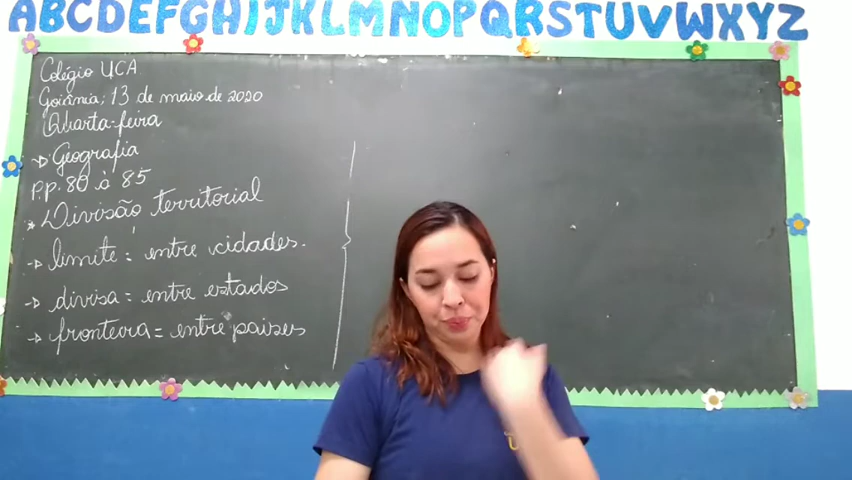 ABCDEFGHIJKLMNOPQRSTUVWXYZ
Colégio UCA
Goiânia, 13 de maio de 2020
Quarta-feira
→ Geografia
P.P. 80 à 85
* Divisão territorial
→ limite = entre cidades.
→ divisa = entre estados
→ fronteira = entre países